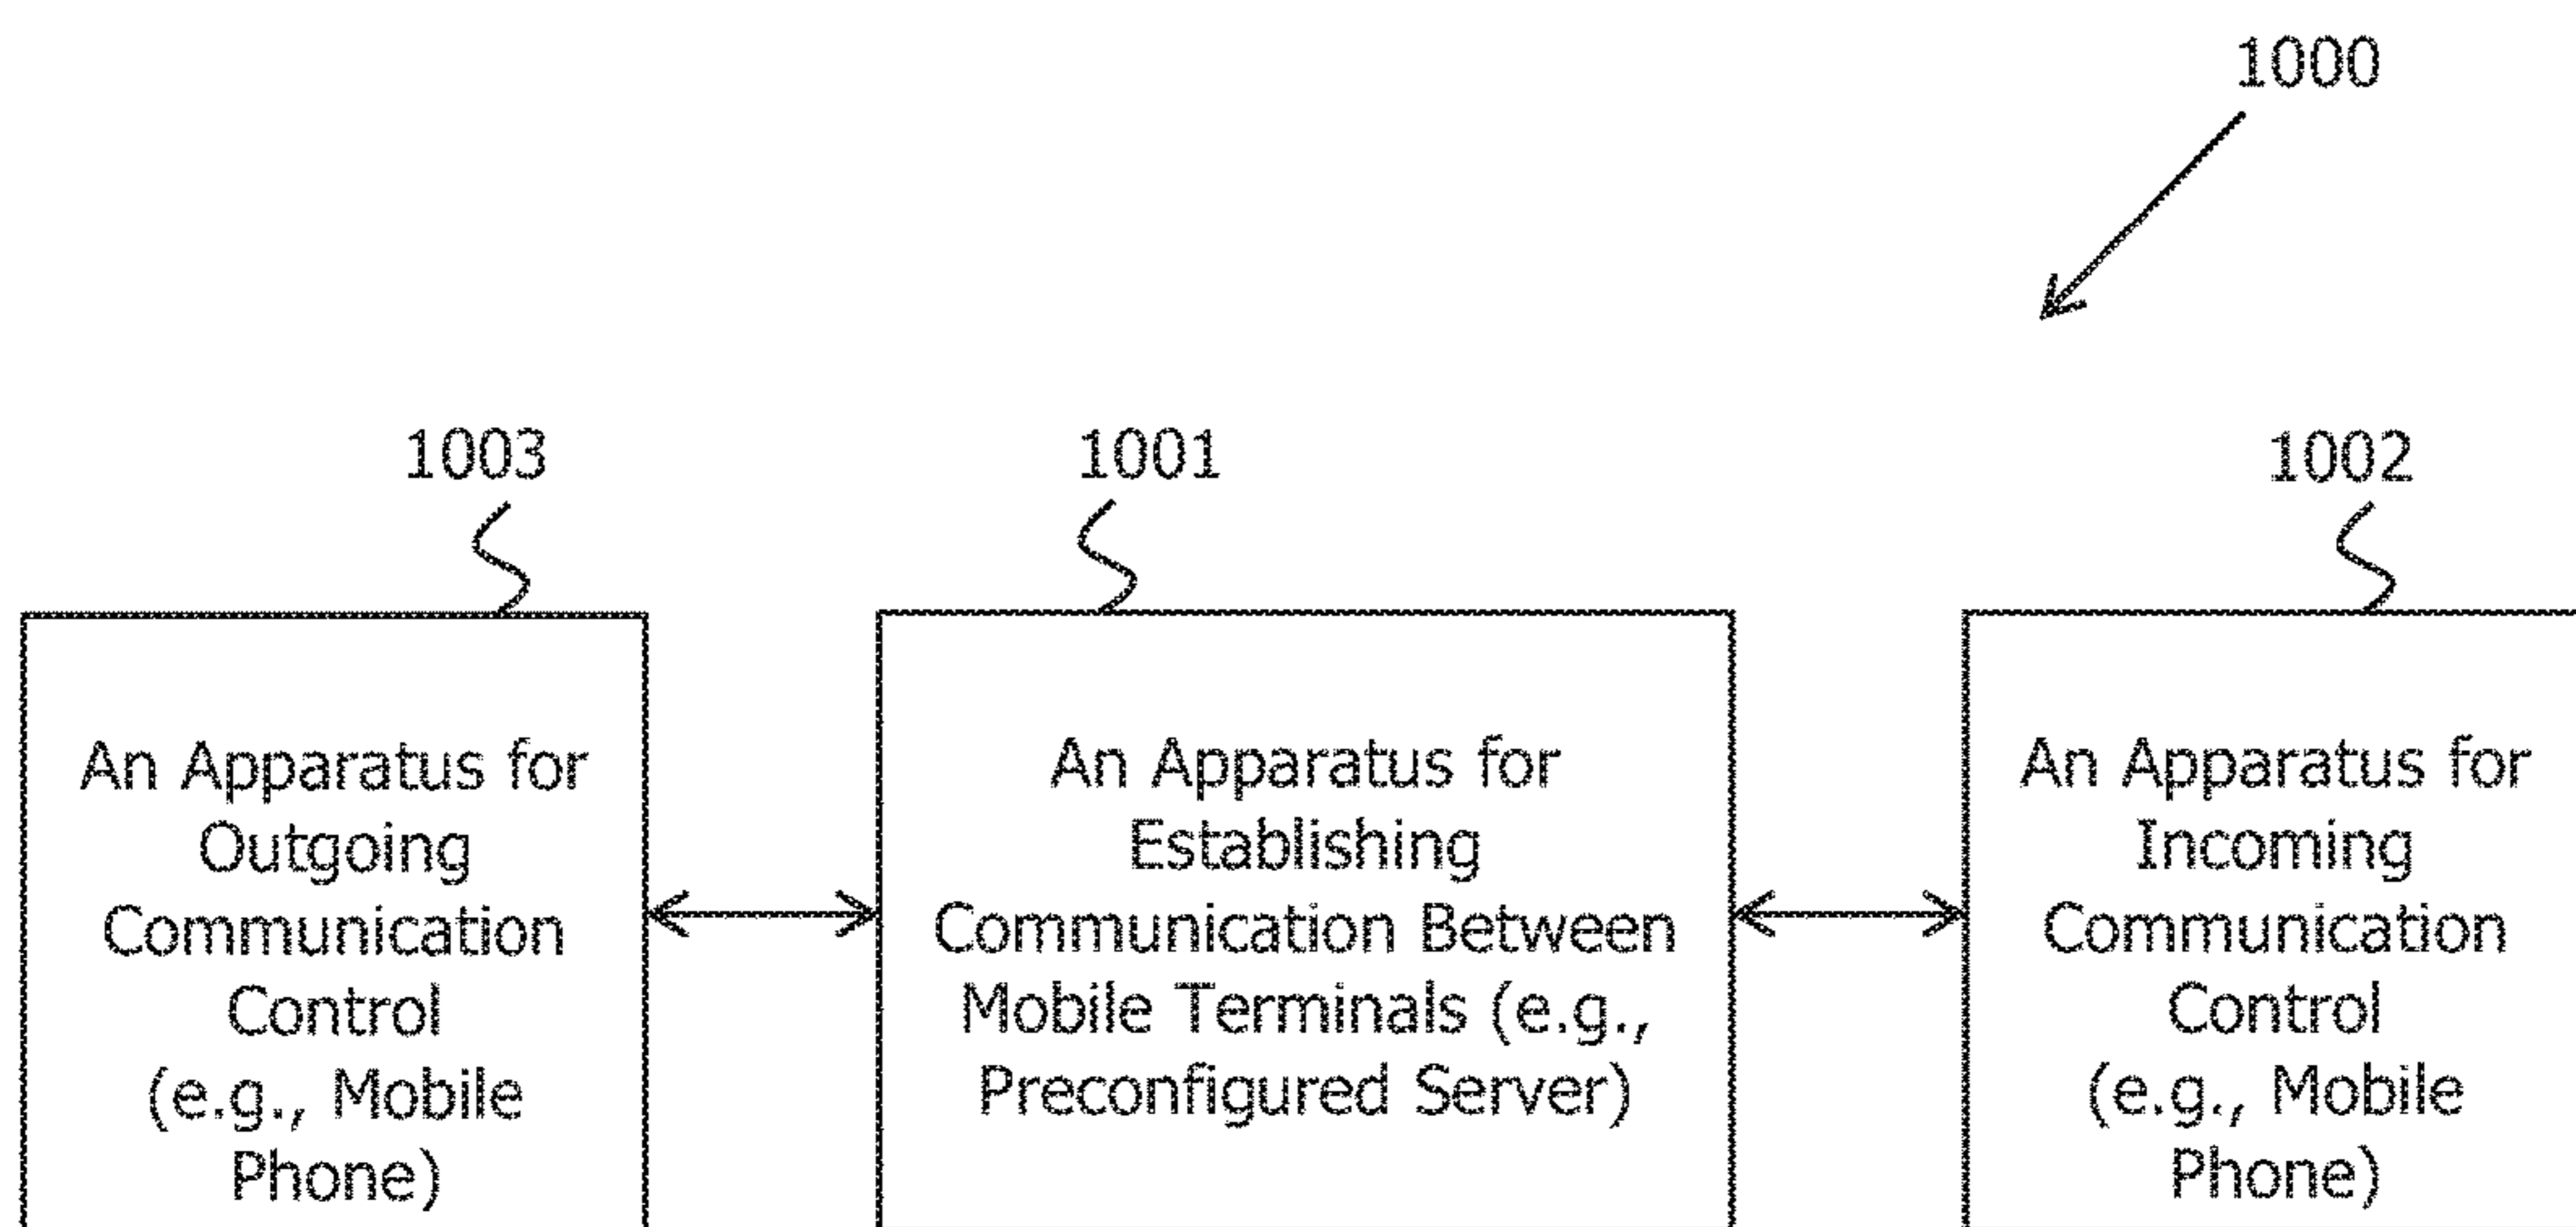 1000
1003
1001
1002
An Apparatus for
Outgoing
Communication
Control
(e.g., Mobile
Phone)
An Apparatus for
Establishing
Communication Between
Mobile Terminals (e.g.,
Preconfigured Server)
An Apparatus for
Incoming
Communication
Control
(e.g., Mobile
Phone)